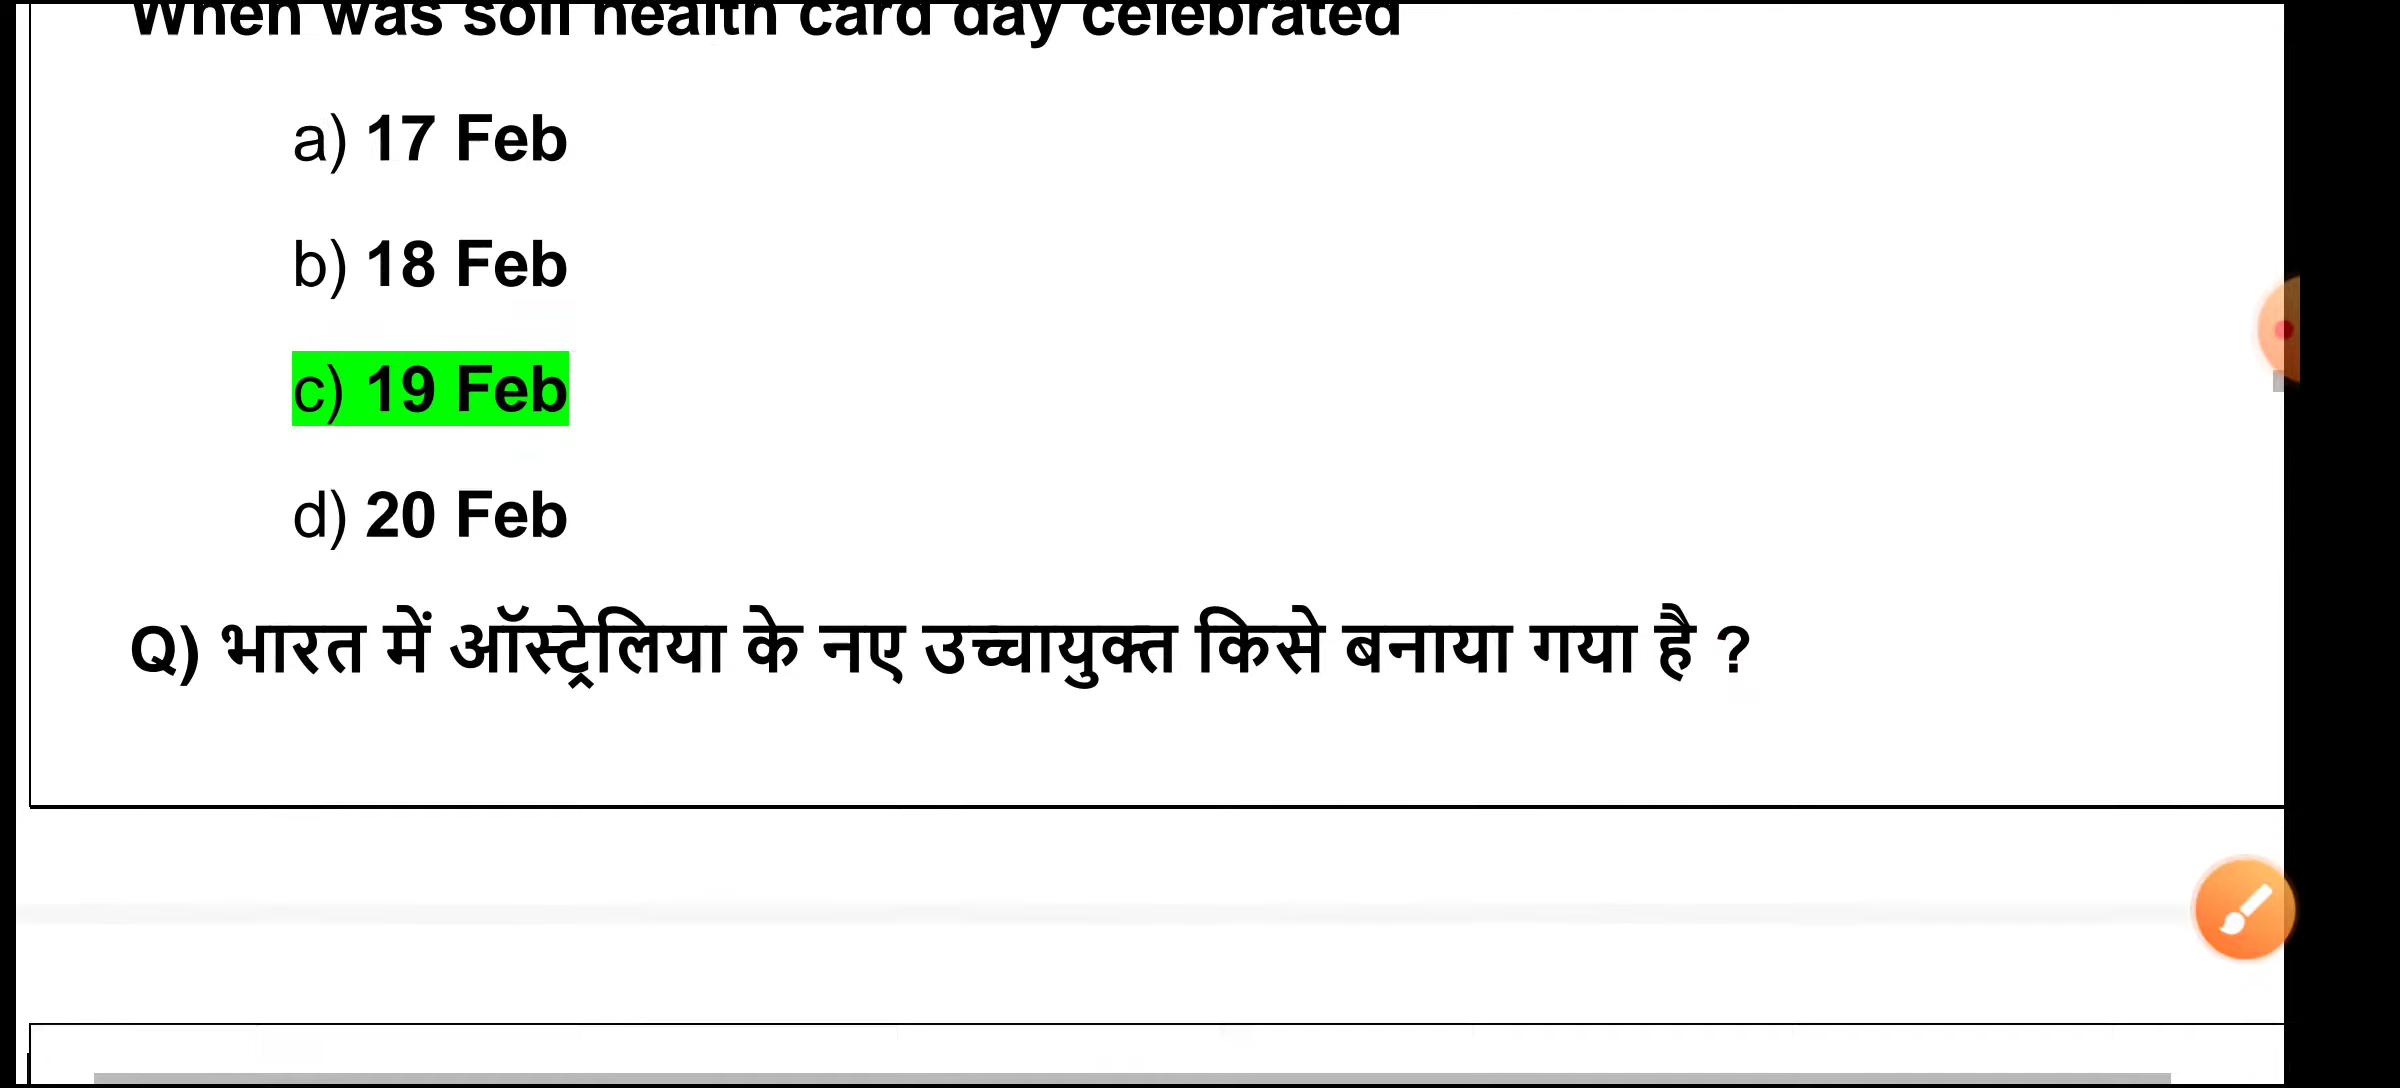 When was soil health card day celebrated
a) 17 Feb
b) 18 Feb
c) 19 Feb
d) 20 Feb
Q) भारत में ऑस्ट्रेलिया के नए उच्चायुक्त किसे बनाया गया है ?